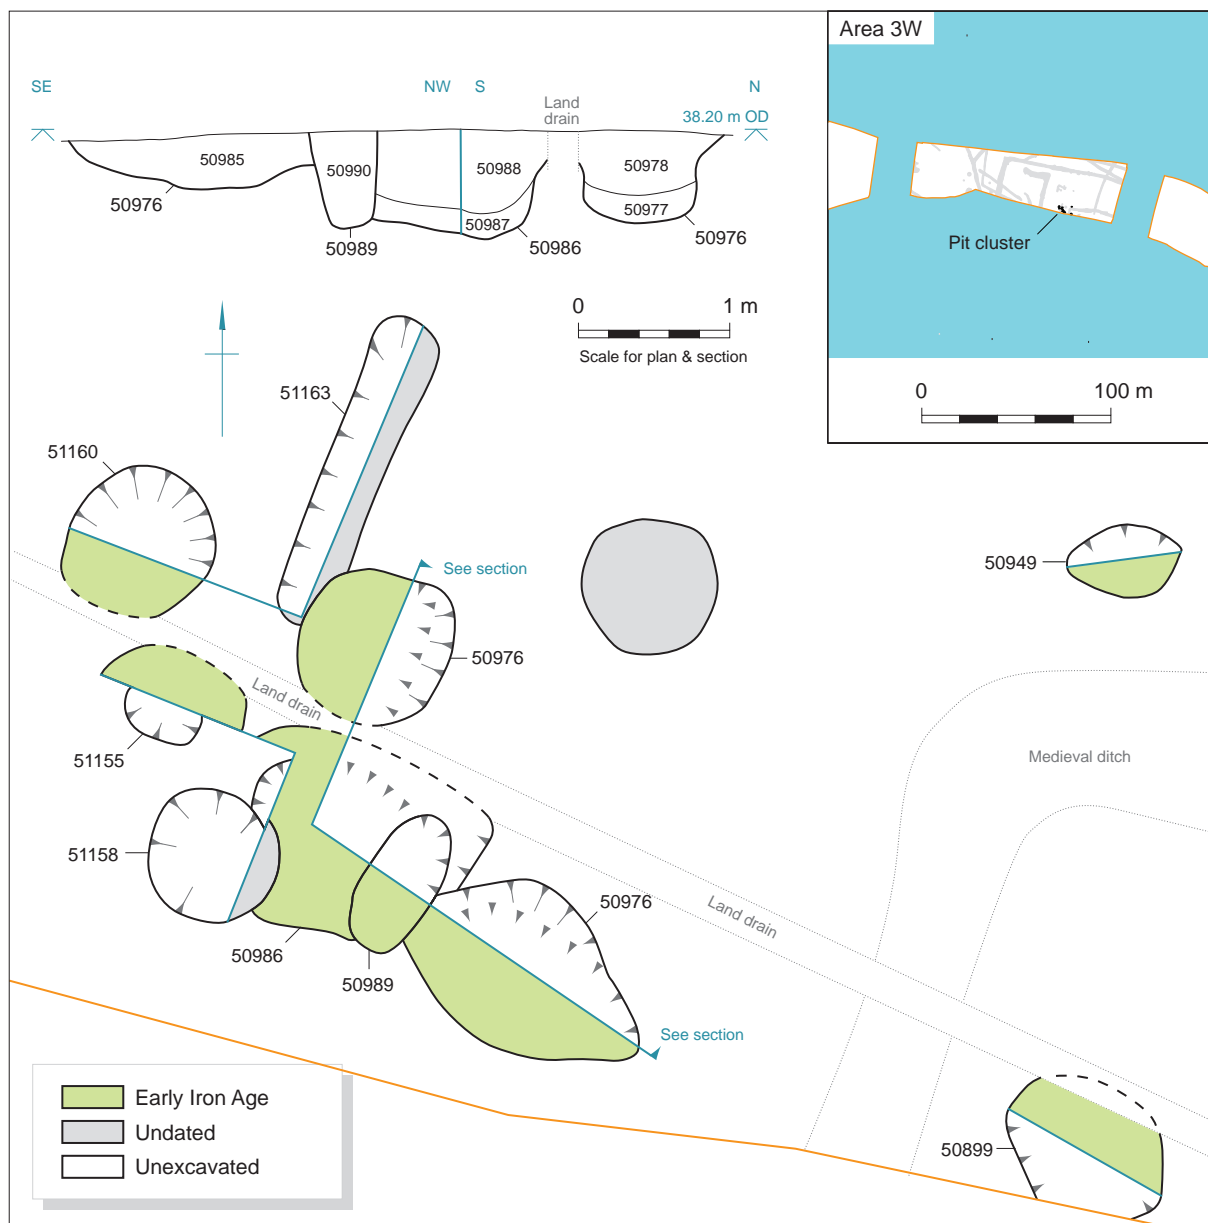 Area 3W
SE
NW
S
N
Land
drain
38.20 m OD
50985
50990
50988
50978
50987
50977
50976
50989
50986
50976
Pit cluster
0
1 m
Scale for plan & section
0
100 m
51163
51160
See section
50949
50976
Land drain
51155
Medieval ditch
51158
50976
Land drain
50986
50989
See section
50899
Early Iron Age
Undated
Unexcavated